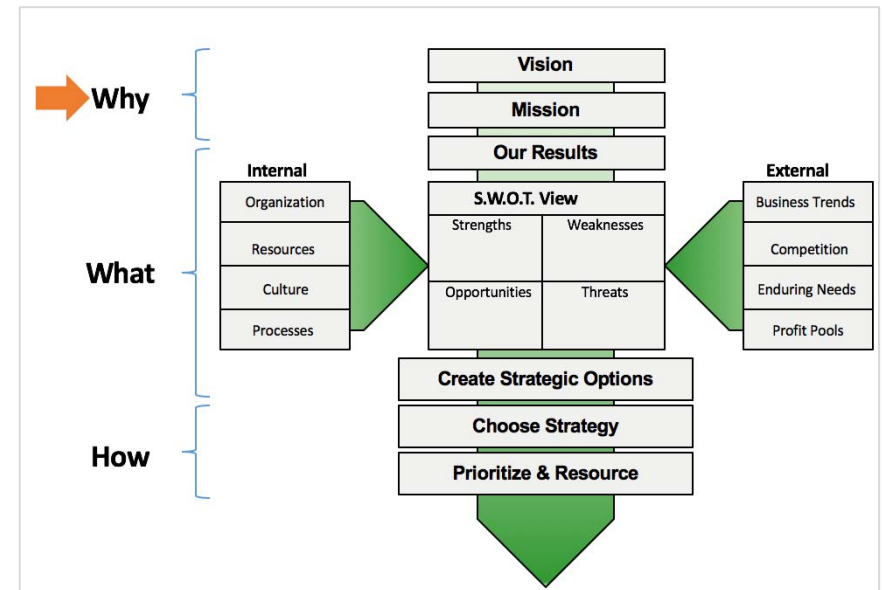 Why
Vision
Mission
Our Results
What
Internal
Organization
Resources
Culture
Processes
S.W.O.T. View
Strengths
Weaknesses
Opportunities
Threats
External
Business Trends
Competition
Enduring Needs
Profit Pools
Create Strategic Options
How
Choose Strategy
Prioritize & Resource